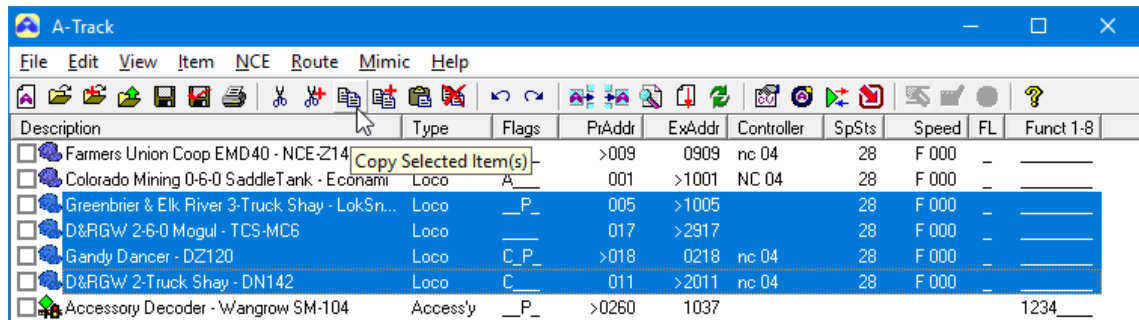 A-Track
File Edit View Item NCE Route Mimic Help
Description Type Flags PrAddr ExAddr Controller SpSts Speed FL Funct 1-8
Farmers Union Coop EMD40 - NCE-Z14 _ >009 0909 nc 04 28 F 000 _ ________
Copy Selected Item(s)
Colorado Mining 0-6-0 SaddleTank - Econami Loco A___ 001 >1001 NC 04 28 F 000 _ ________
Greenbrier & Elk River 3-Truck Shay - LokSn... Loco __P_ 005 >1005 28 F 000 _ ________
D&RGW 2-6-0 Mogul - TCS-MC6 Loco ____ 017 >2917 28 F 000 _ ________
Gandy Dancer - DZ120 Loco C_P_ >018 0218 nc 04 28 F 000 _ ________
D&RGW 2-Truck Shay - DN142 Loco C___ 011 >2011 nc 04 28 F 000 _ ________
Accessory Decoder - Wangrow SM-104 Access'y __P_ >0260 1037 1234____